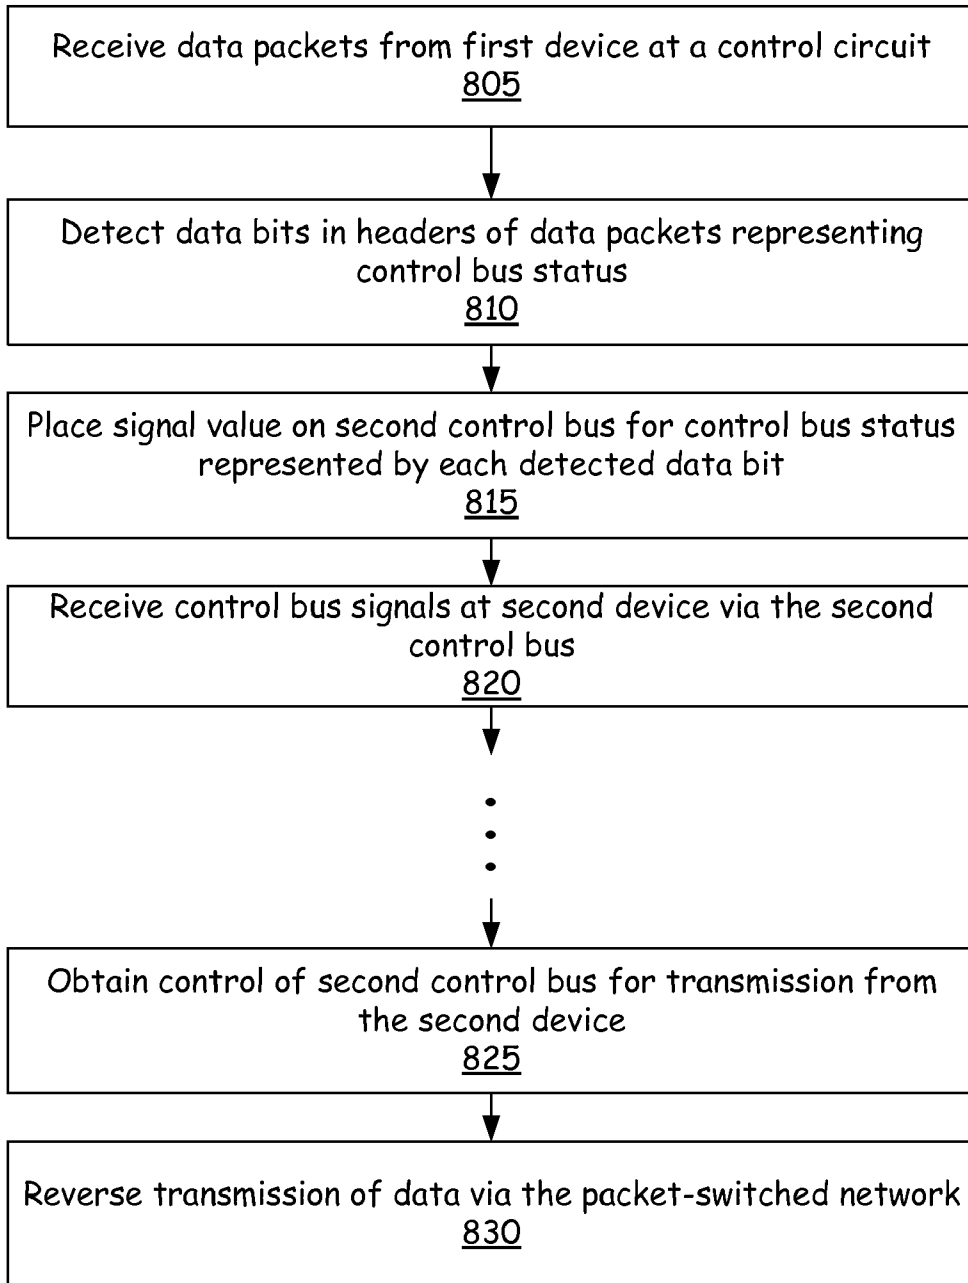 Receive data packets from first device at a control circuit
805
Detect data bits in headers of data packets representing
control bus status
810
Place signal value on second control bus for control bus status
represented by each detected data bit
815
Receive control bus signals at second device via the second
control bus
820
Obtain control of second control bus for transmission from
the second device
825
Reverse transmission of data via the packet-switched network
830